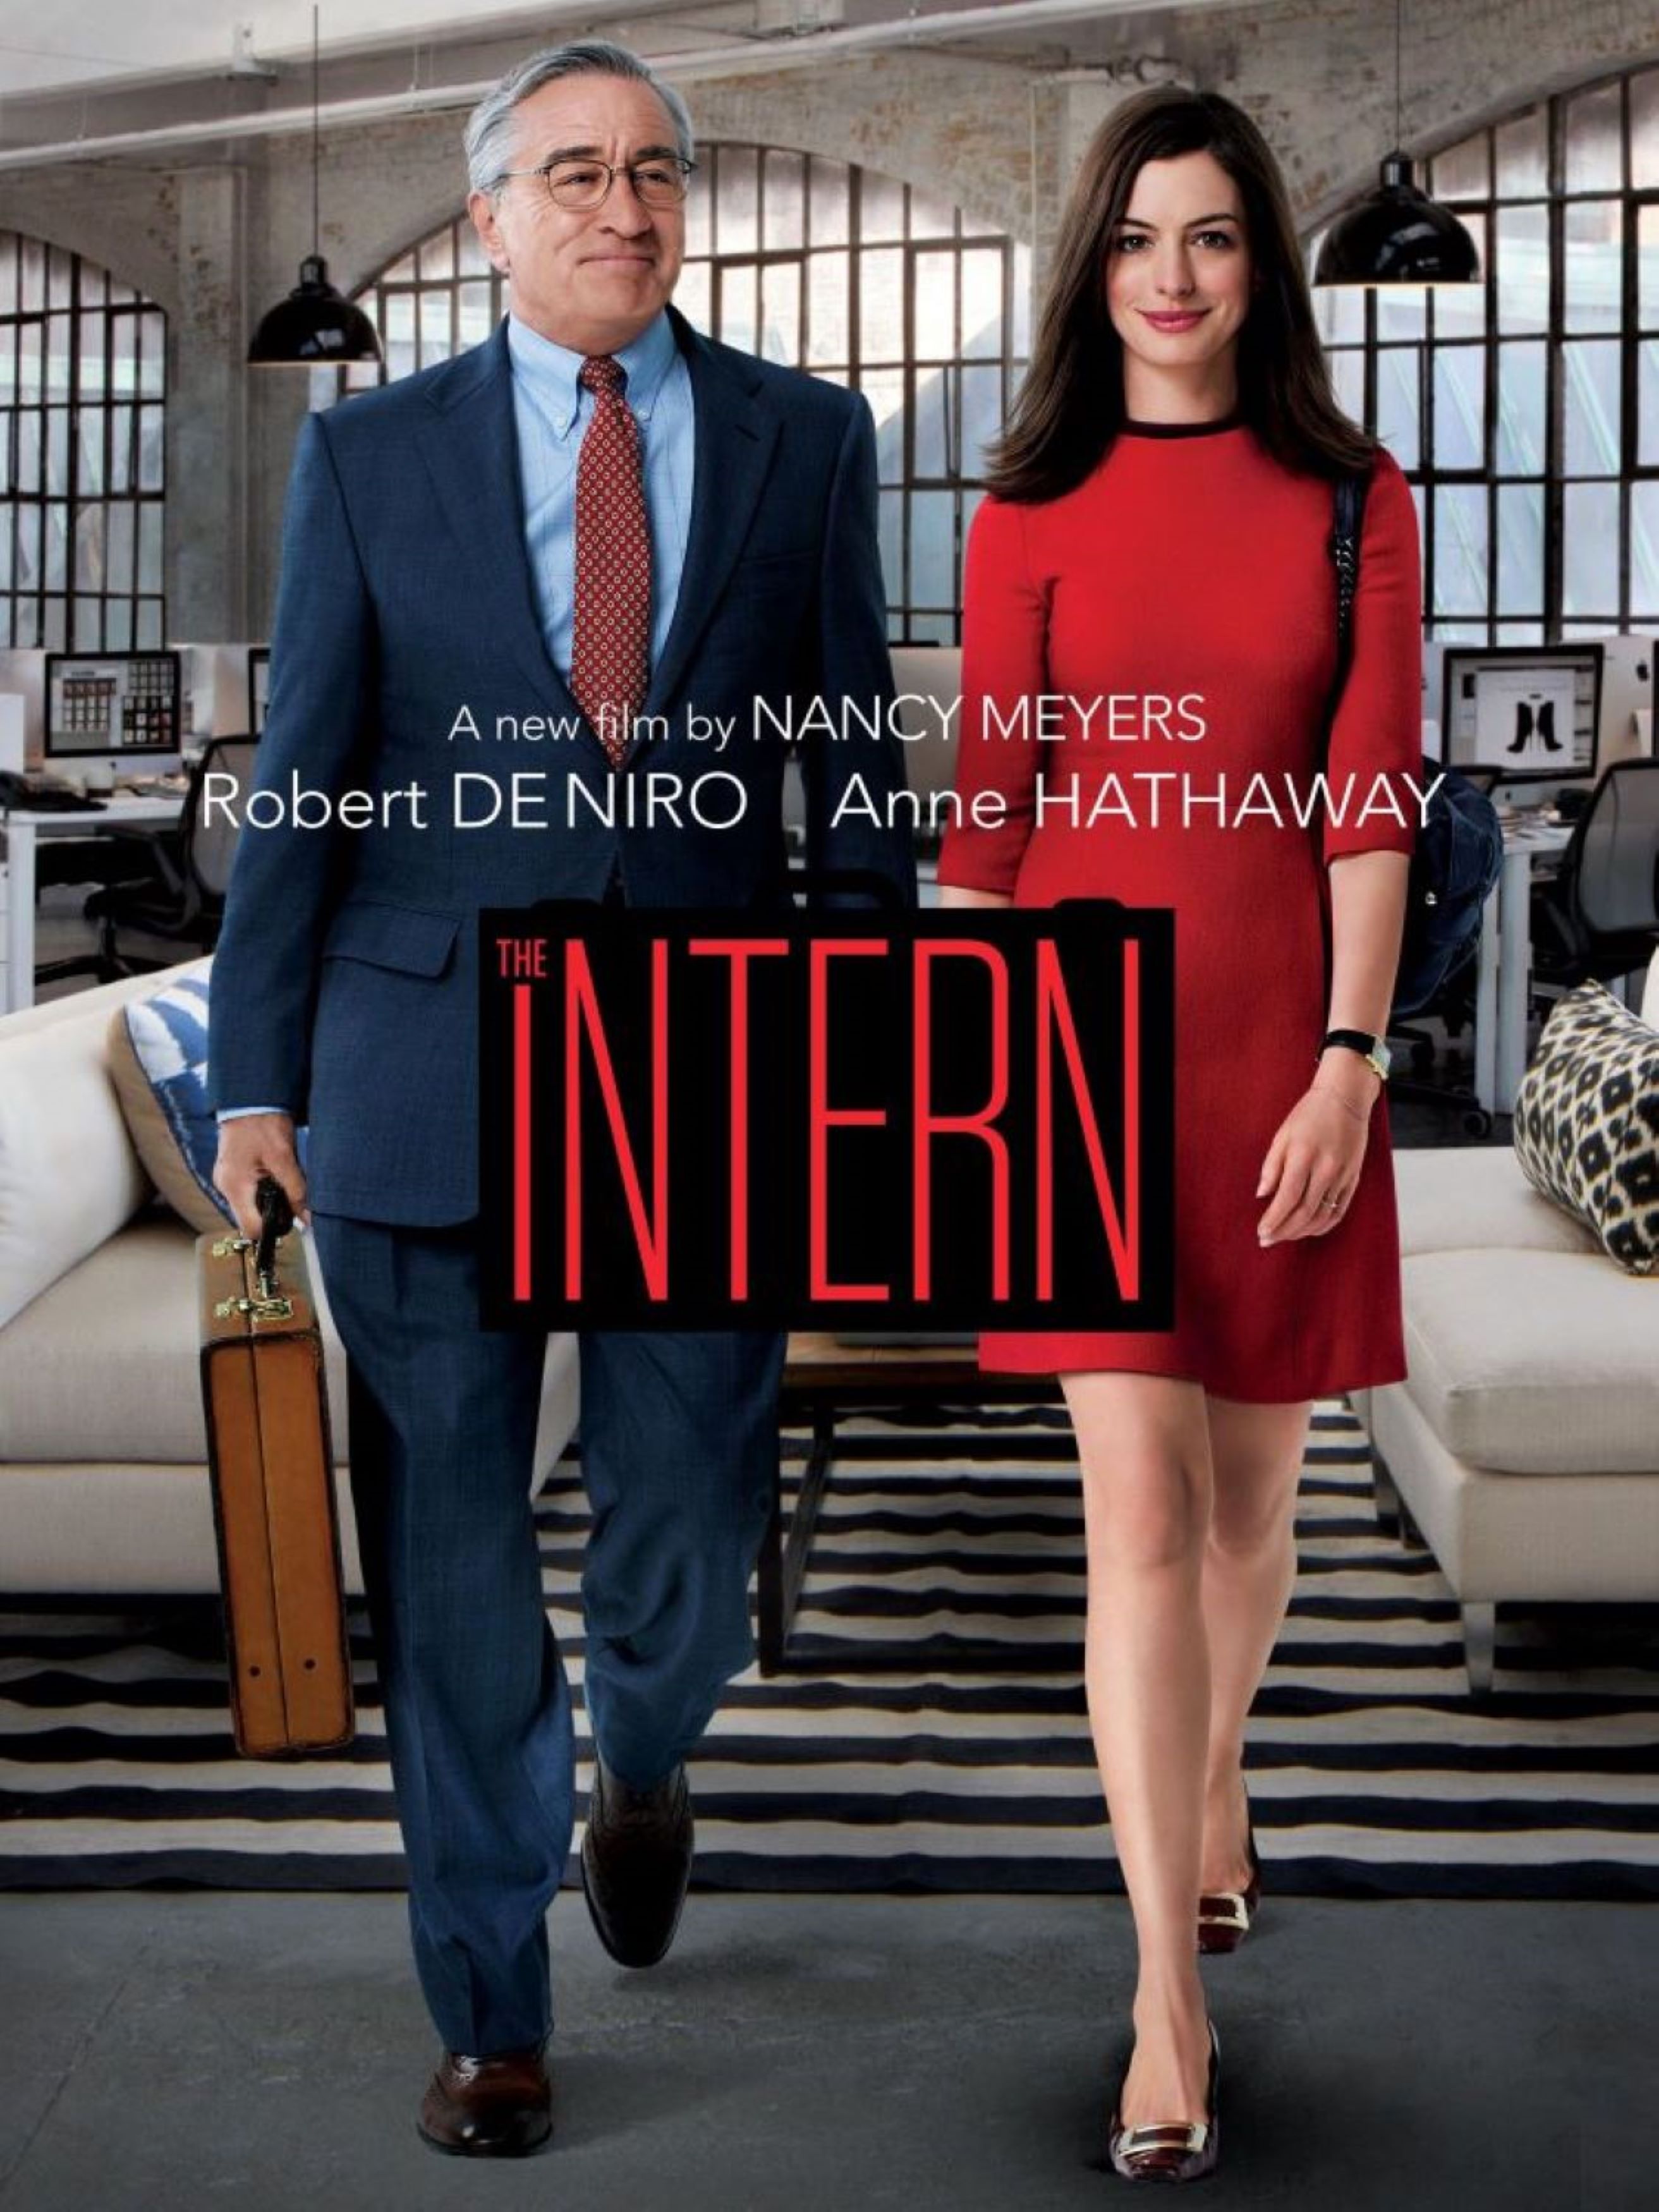 A new film by NANCY MEYERS
Robert DE NIRO Anne HATHAWAY
THE
INTERN